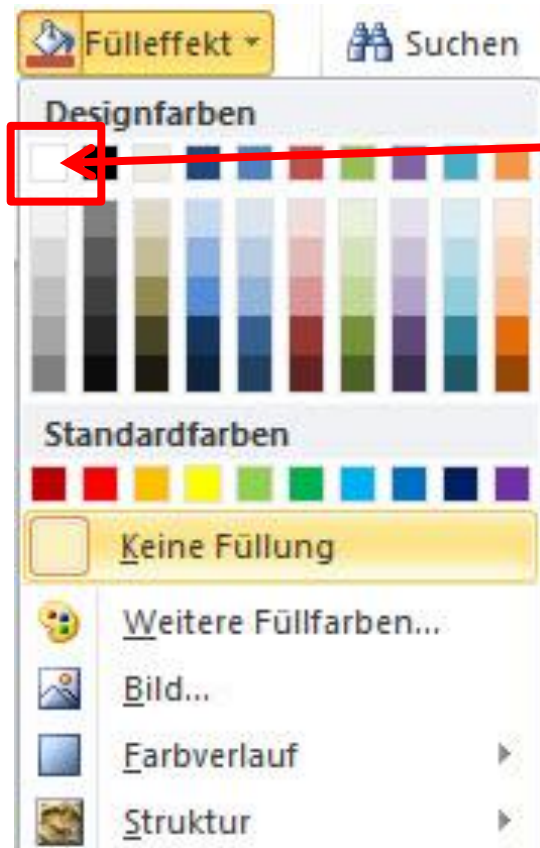 Fülleffekt Suchen
Designfarben
Standardfarben
Keine Füllung
Weitere Füllfarben...
Bild...
Farbverlauf
Struktur